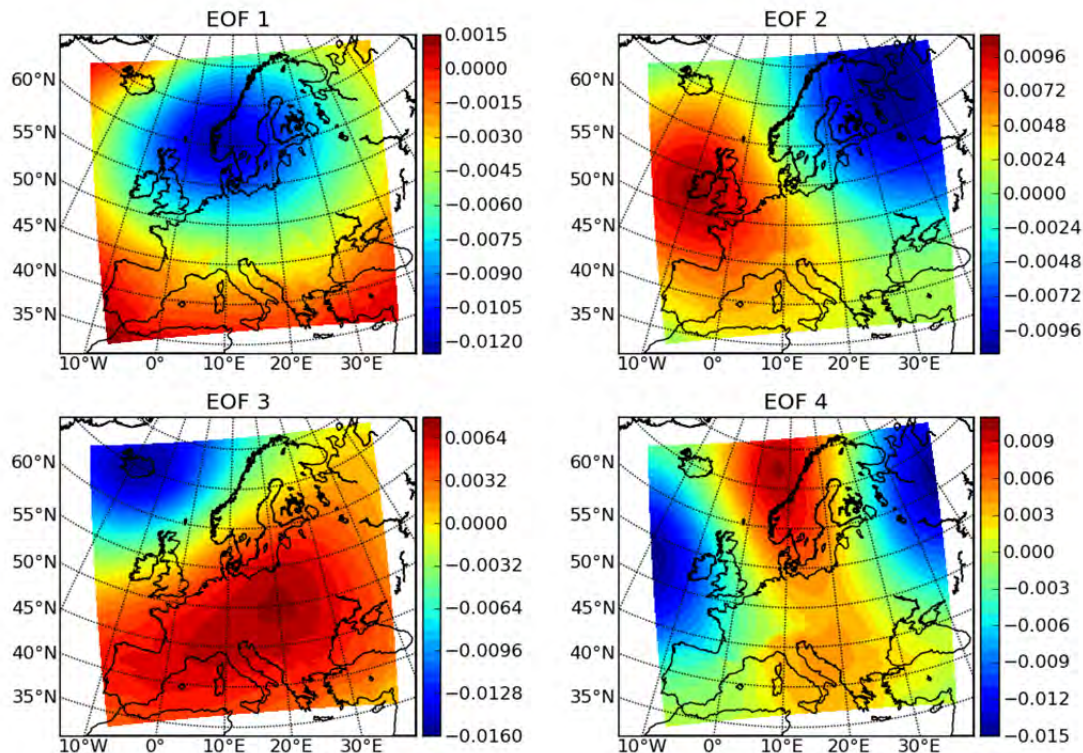 EOF 1
60°N
55°N
50°N
45°N
40°N
35°N
10°W 0° 10°E 20°E 30°E
0.0015
0.0000
−0.0015
−0.0030
−0.0045
−0.0060
−0.0075
−0.0090
−0.0105
−0.0120
EOF 2
60°N
55°N
50°N
45°N
40°N
35°N
10°W 0° 10°E 20°E 30°E
0.0096
0.0072
0.0048
0.0024
0.0000
−0.0024
−0.0048
−0.0072
−0.0096
EOF 3
60°N
55°N
50°N
45°N
40°N
35°N
10°W 0° 10°E 20°E 30°E
0.0064
0.0032
0.0000
−0.0032
−0.0064
−0.0096
−0.0128
−0.0160
EOF 4
60°N
55°N
50°N
45°N
40°N
35°N
10°W 0° 10°E 20°E 30°E
0.009
0.006
0.003
0.000
−0.003
−0.006
−0.009
−0.012
−0.015